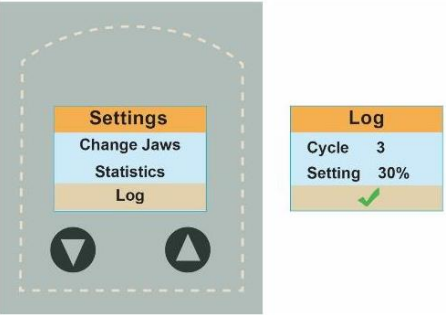 Settings
Change Jaws
Statistics
Log
Log
Cycle 3
Setting 30%